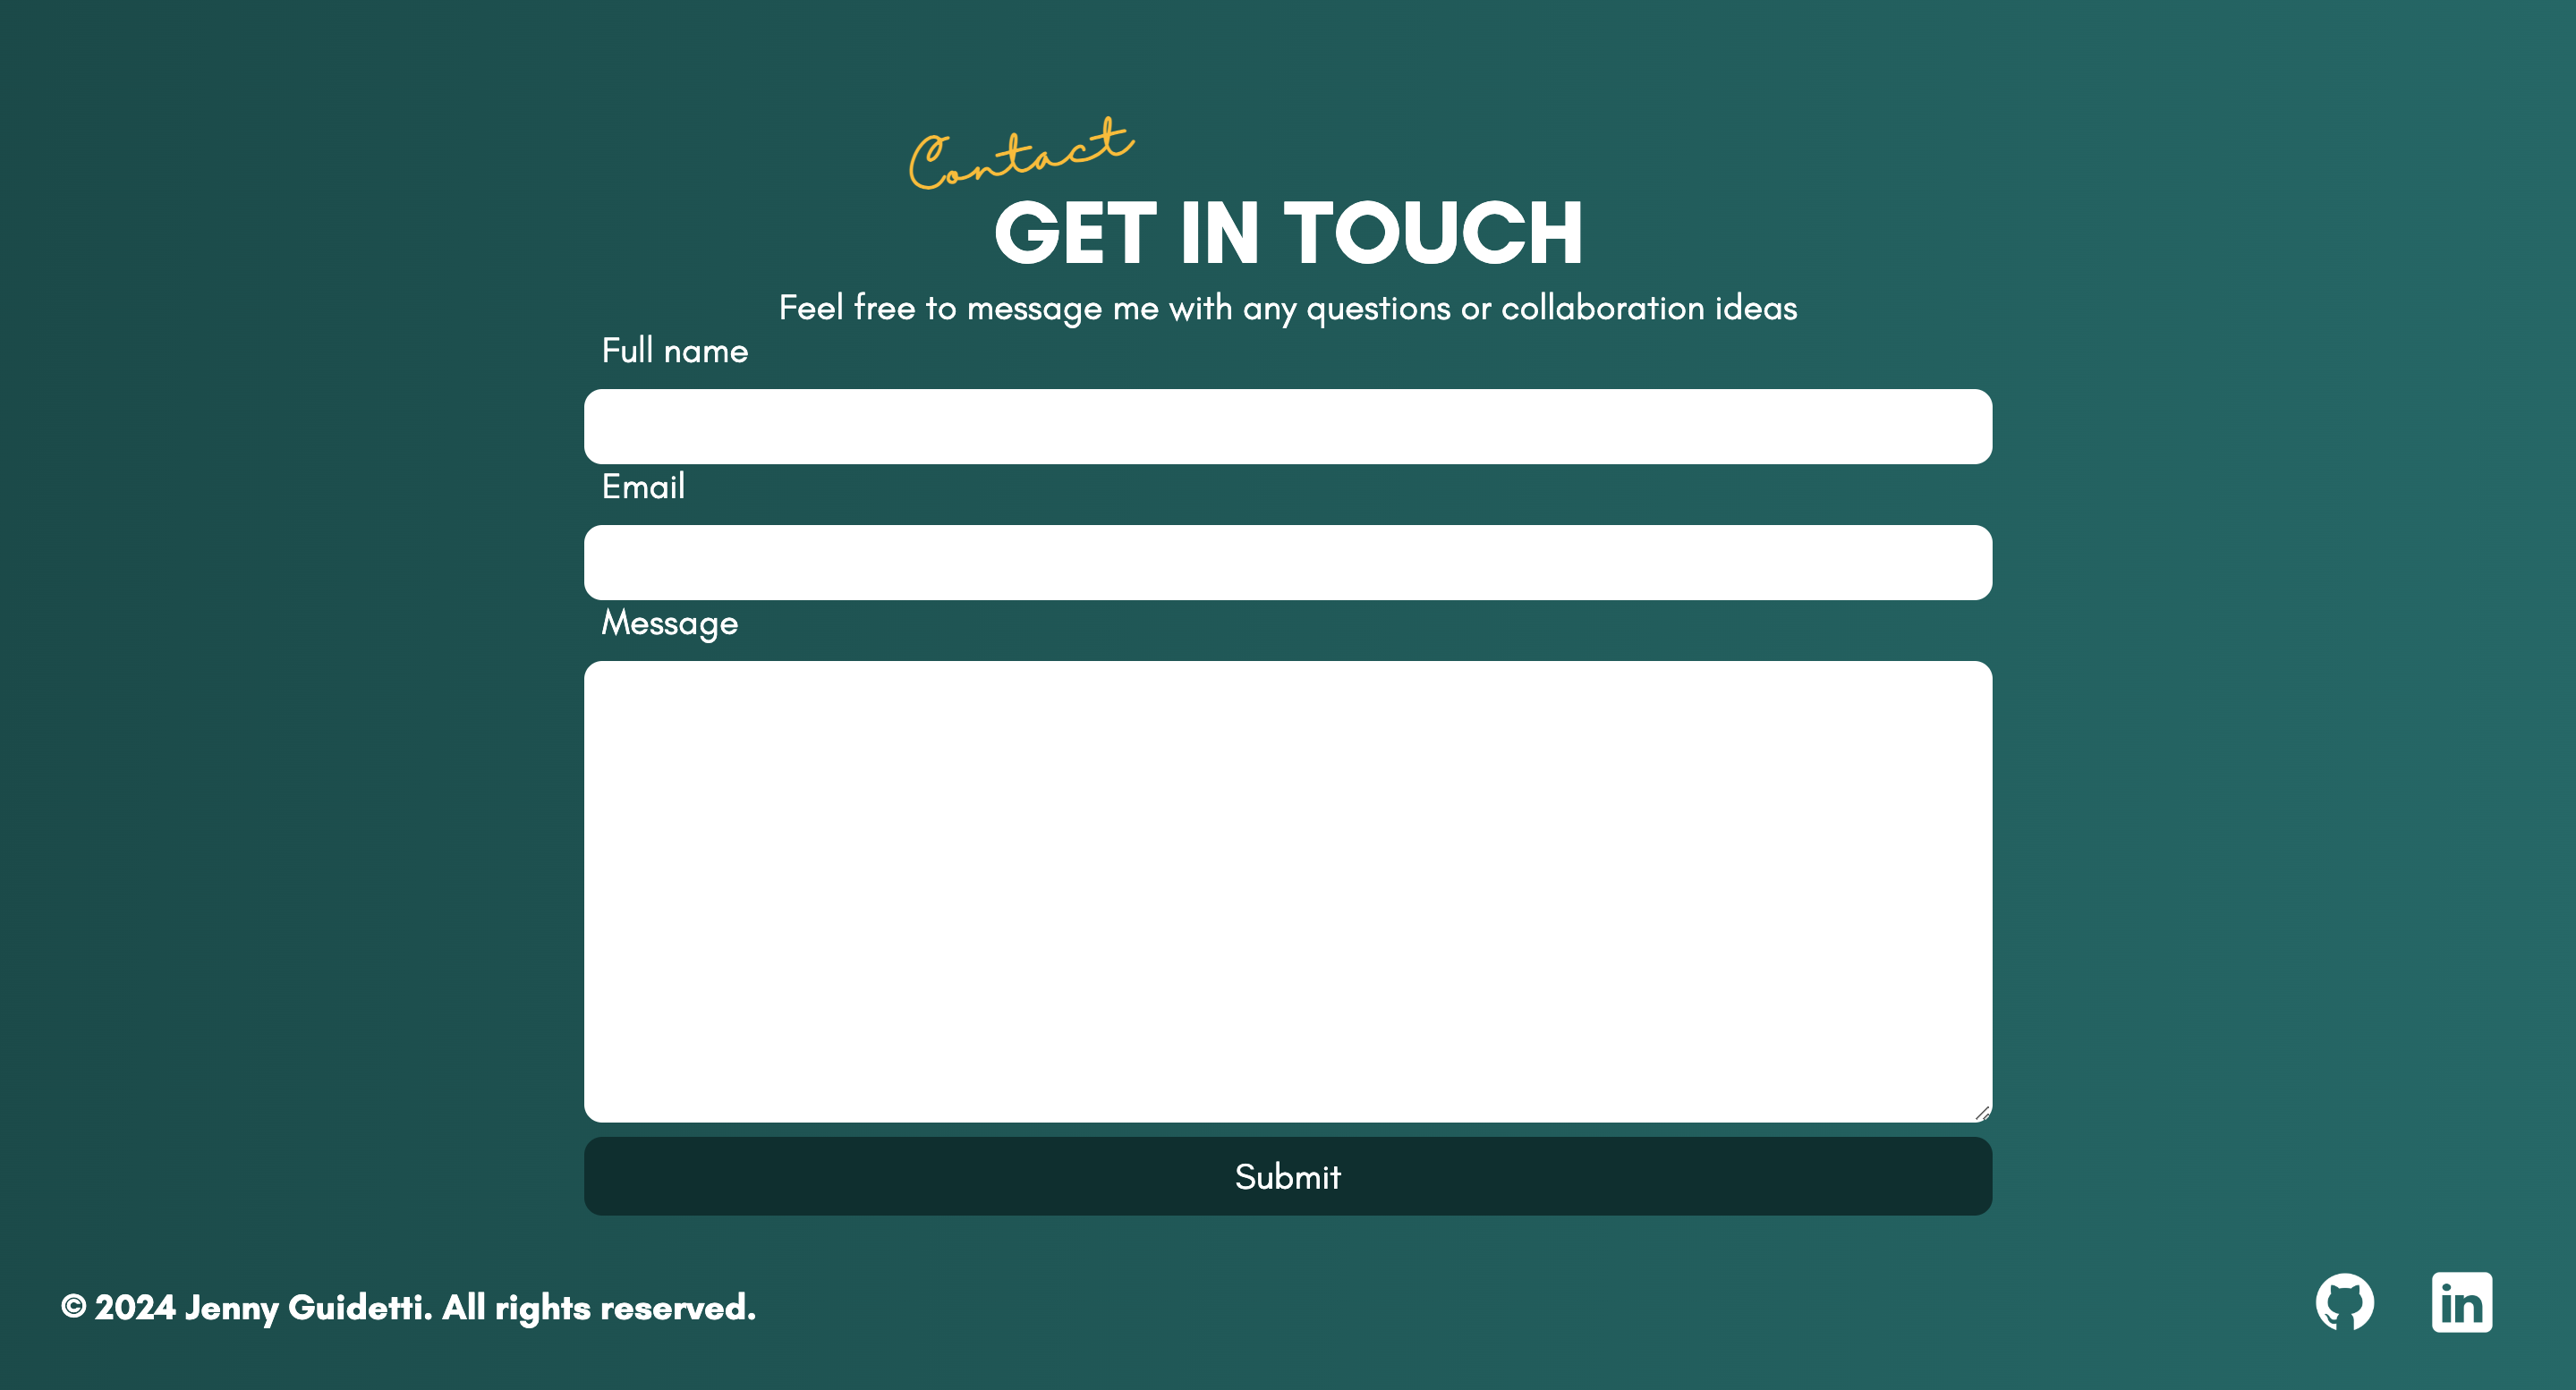 Contact
GET IN TOUCH
Feel free to message me with any questions or collaboration ideas
Full name
Email
Message
Submit
© 2024 Jenny Guidetti. All rights reserved.
in